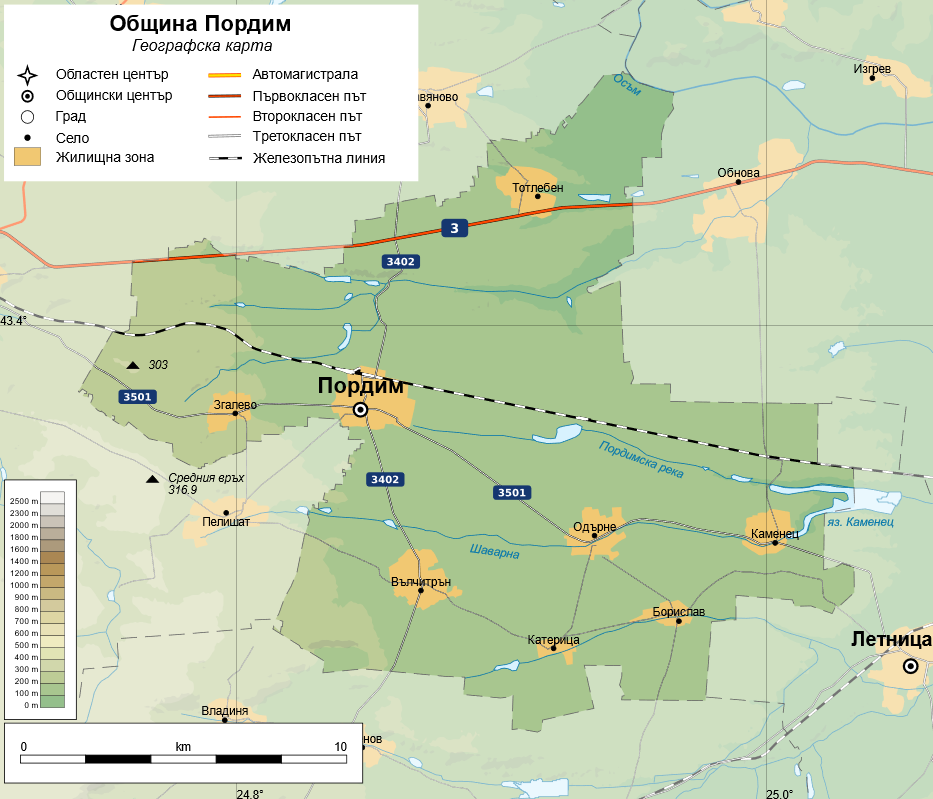 Община Пордим
Географска карта
Областен център
Общински център
Град
Село
Жилищна зона
Автомагистрала
Първокласен път
Второкласен път
Третокласен път
Железопътна линия
Осъм
Изгрев
Обнова
Тотлебен
3
3402
43.4°
303
3501
Пордим
Згалево
Средния връх
316.9
3402
3501
Пордимска река
Пелишат
Одърне
Каменец
яз. Каменец
Шаварна
Вълчитрън
Борислав
Катерица
Летница
Владиня
2500 m
2300 m
2000 m
1800 m
1600 m
1400 m
1200 m
1000 m
900 m
800 m
700 m
600 m
500 m
400 m
300 m
200 m
100 m
0 m
0 km 10
24.8°
25.0°